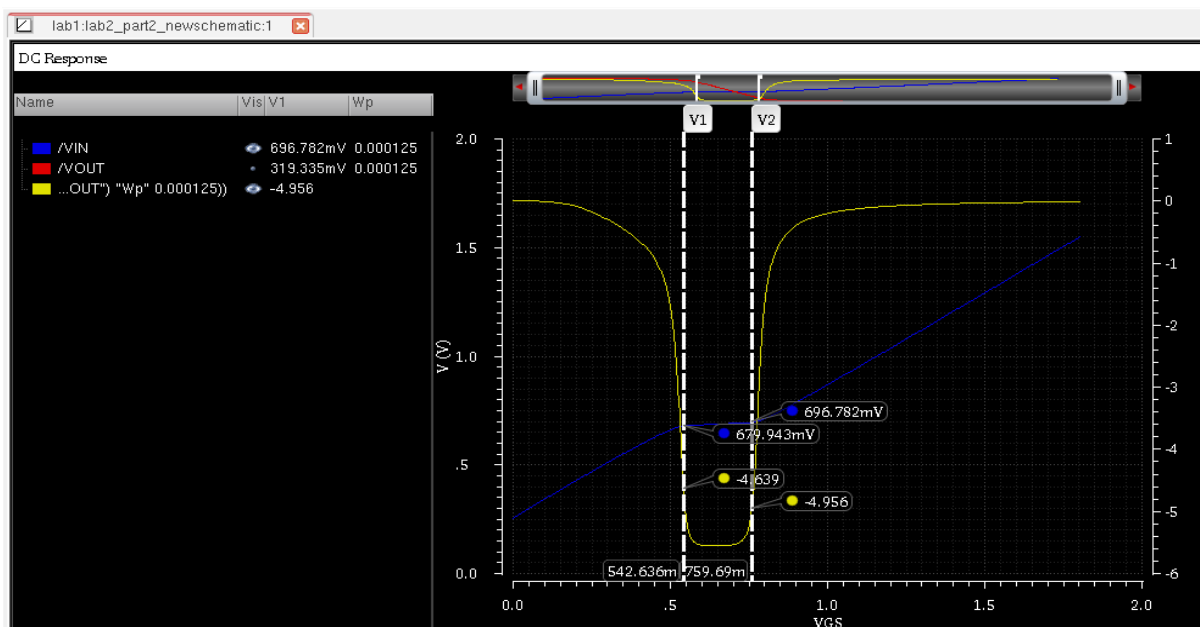 lab1:lab2_part2_newschematic:1
DC Response
Name Vis V1 Wp
/VIN 696.782mV 0.000125
/VOUT 319.335mV 0.000125
...OUT") "Wp" 0.000125)) -4.956
V1 V2
2.0
1.5
1.0
.5
0.0
V (V)
1
0
-1
-2
-3
-4
-5
-6
696.782mV
679.943mV
-4.639
-4.956
542.636m 759.69m
0.0 .5 1.0 1.5 2.0
VGS